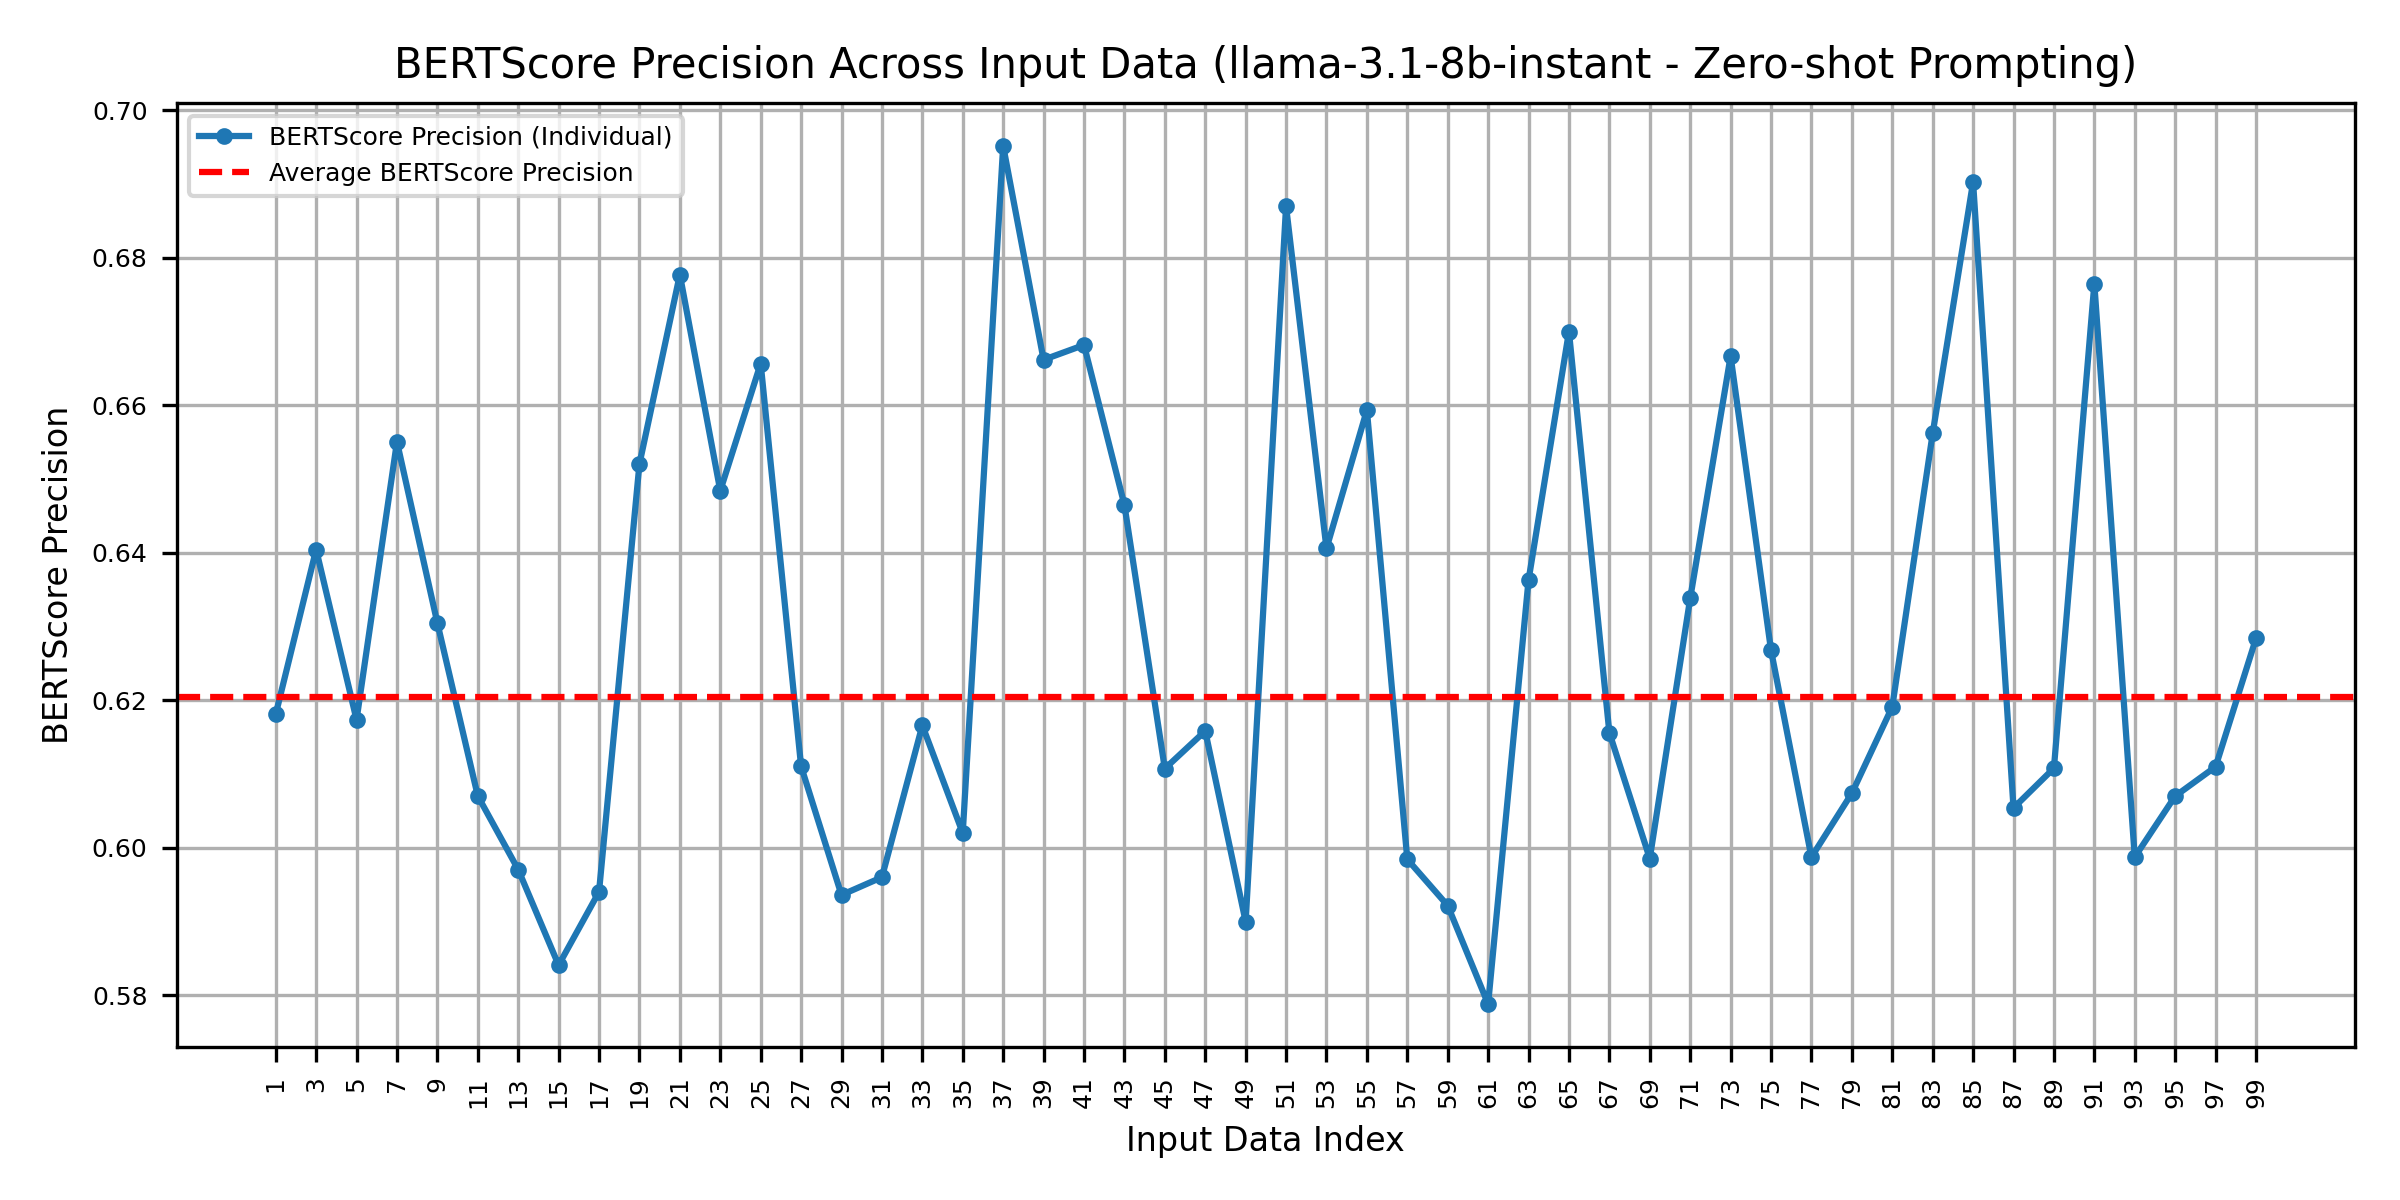 BERTScore Precision Across Input Data (llama-3.1-8b-instant - Zero-shot Prompting)
BERTScore Precision (Individual)
Average BERTScore Precision
BERTScore Precision
0.70
0.68
0.66
0.64
0.62
0.60
0.58
1 3 5 7 9 11 13 15 17 19 21 23 25 27 29 31 33 35 37 39 41 43 45 47 49 51 53 55 57 59 61 63 65 67 69 71 73 75 77 79 81 83 85 87 89 91 93 95 97 99
Input Data Index